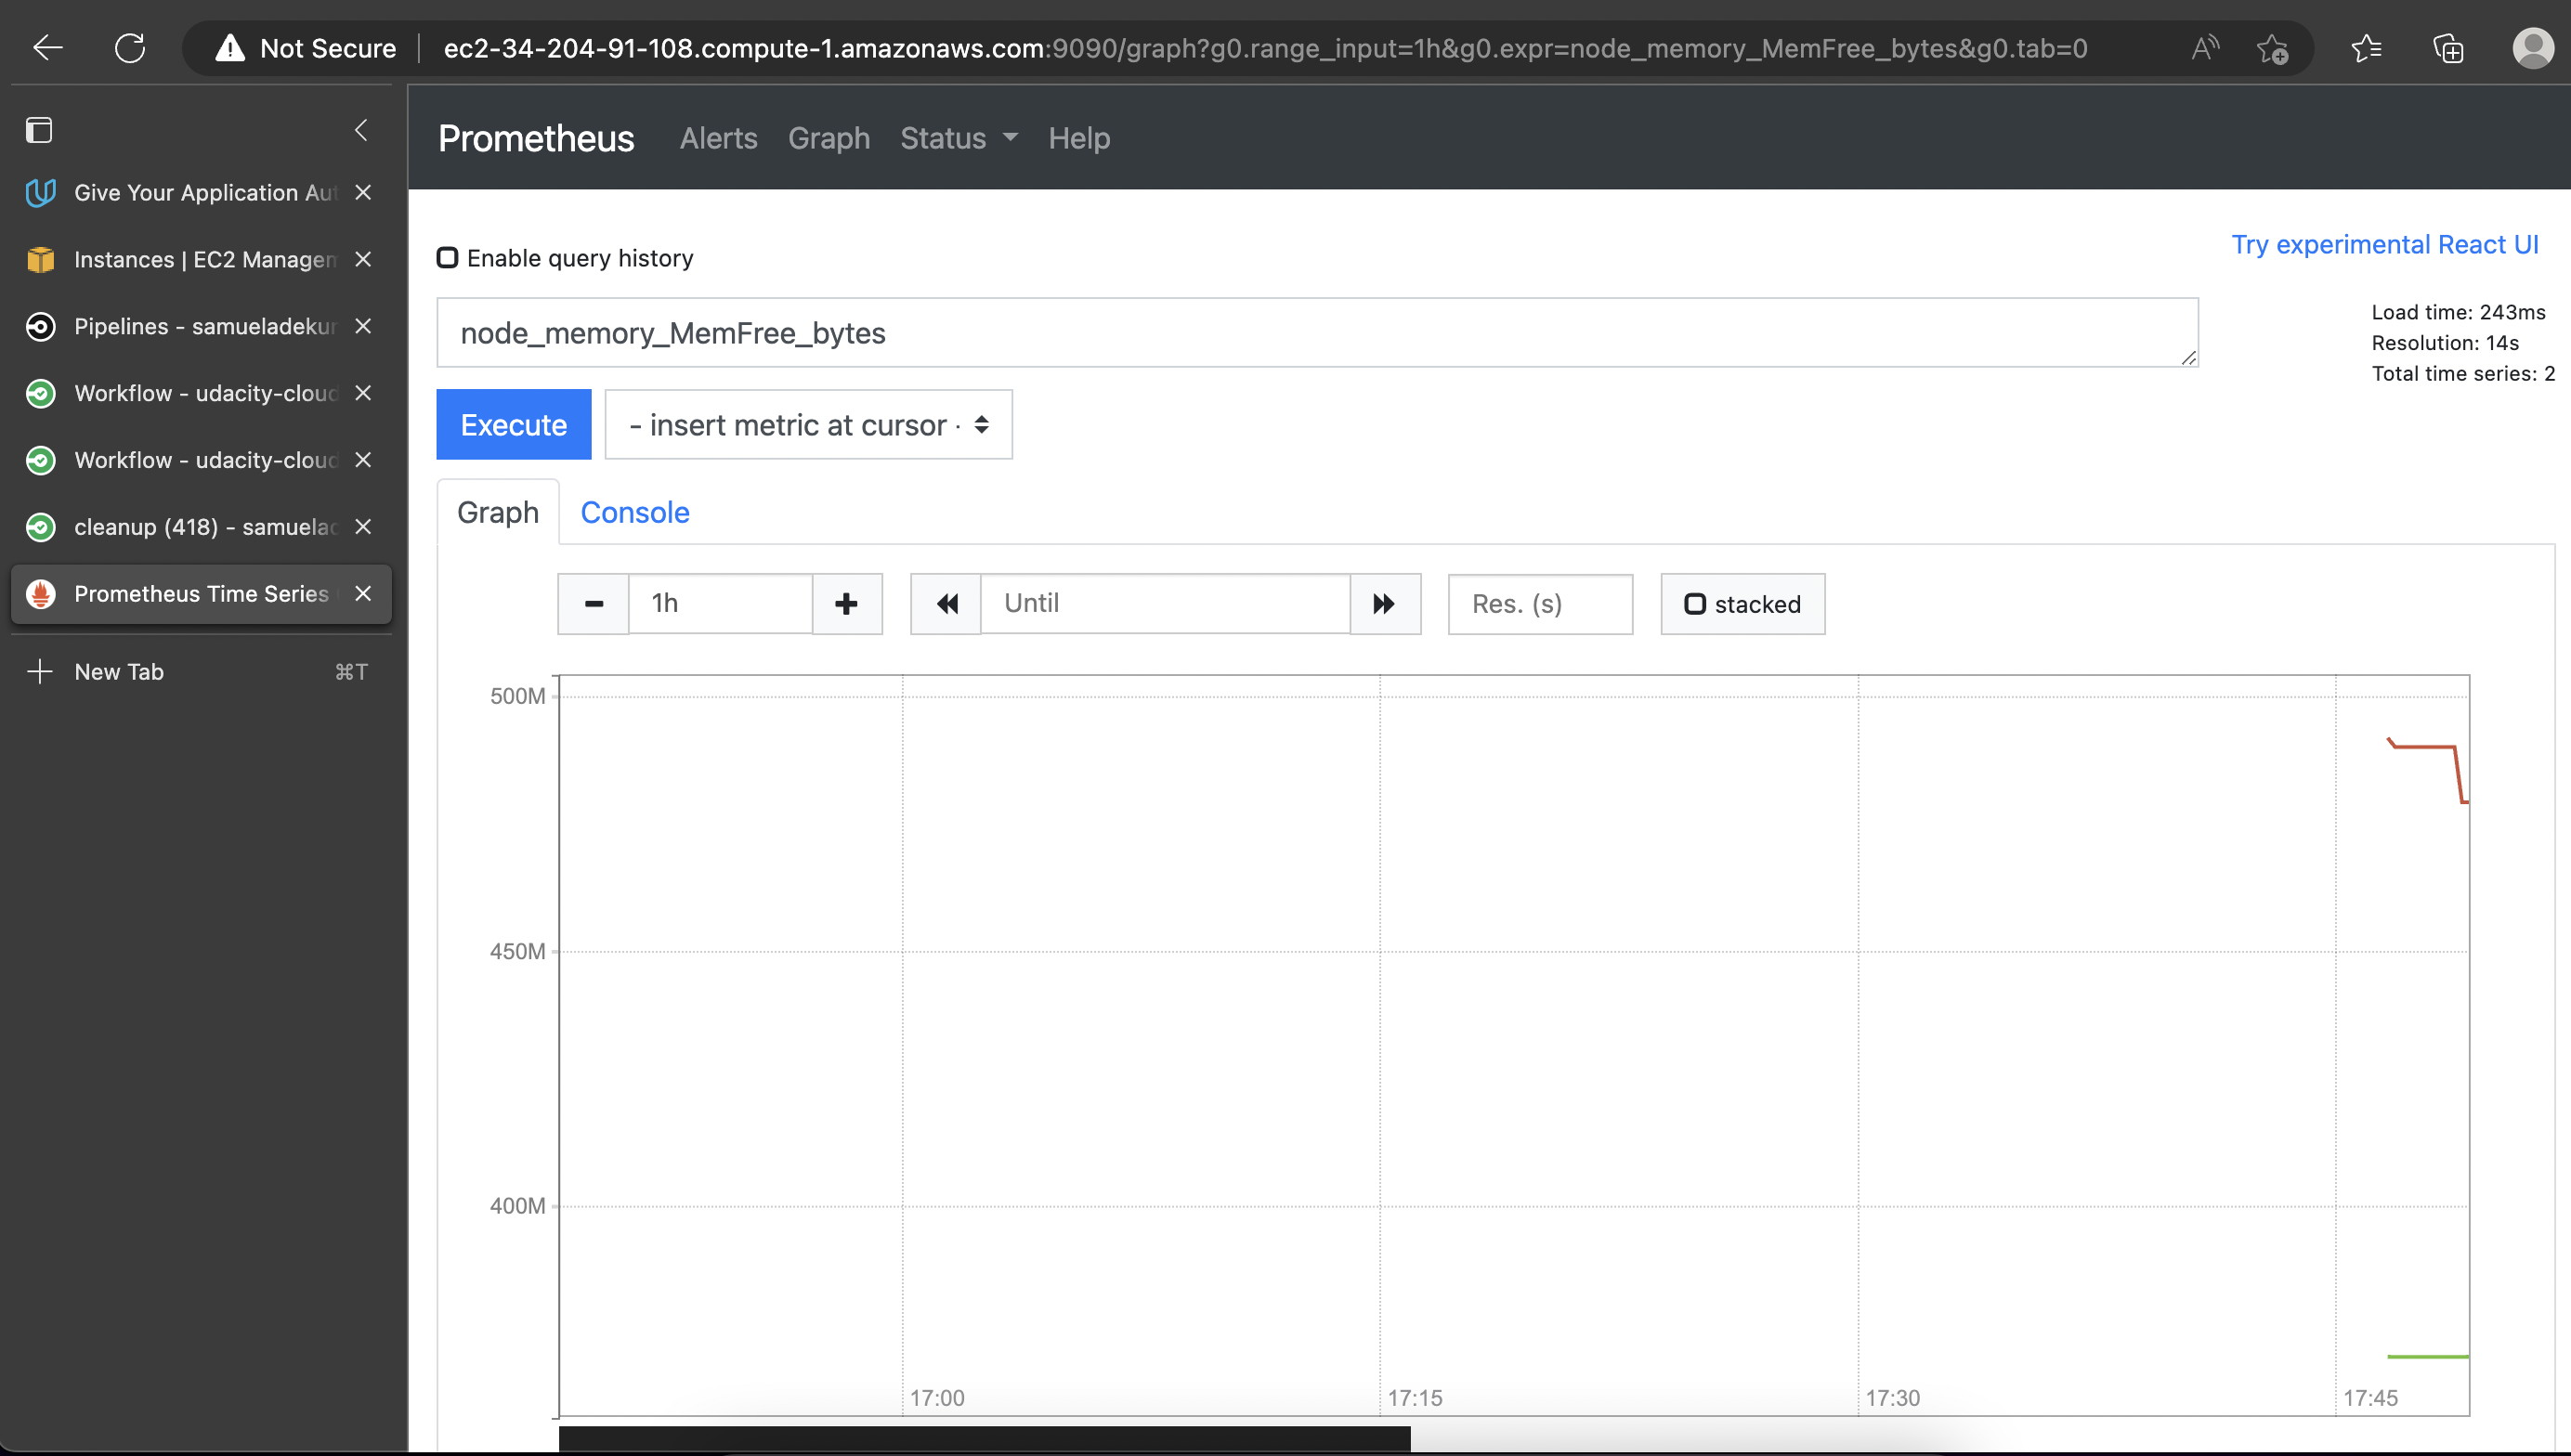 Not Secure
ec2-34-204-91-108.compute-1.amazonaws.com:9090/graph?g0.range_input=1h&g0.expr=node_memory_MemFree_bytes&g0.tab=0
Give Your Application Aut
Instances | EC2 Managem
Pipelines - samueladekun
Workflow - udacity-cloud
Workflow - udacity-cloud
cleanup (418) - samuelad
Prometheus Time Series
New Tab
⌘T
Prometheus
Alerts
Graph
Status
Help
Enable query history
Try experimental React UI
node_memory_MemFree_bytes
Load time: 243ms
Resolution: 14s
Total time series: 2
Execute
- insert metric at cursor -
Graph
Console
1h
Until
Res. (s)
stacked
500M
450M
400M
17:00
17:15
17:30
17:45